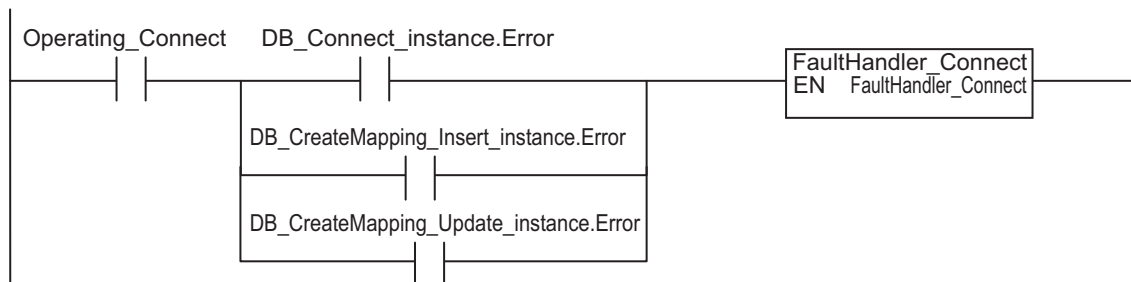 Operating_Connect DB_Connect_instance.Error
FaultHandler_Connect
EN FaultHandler_Connect
DB_CreateMapping_Insert_instance.Error
DB_CreateMapping_Update_instance.Error